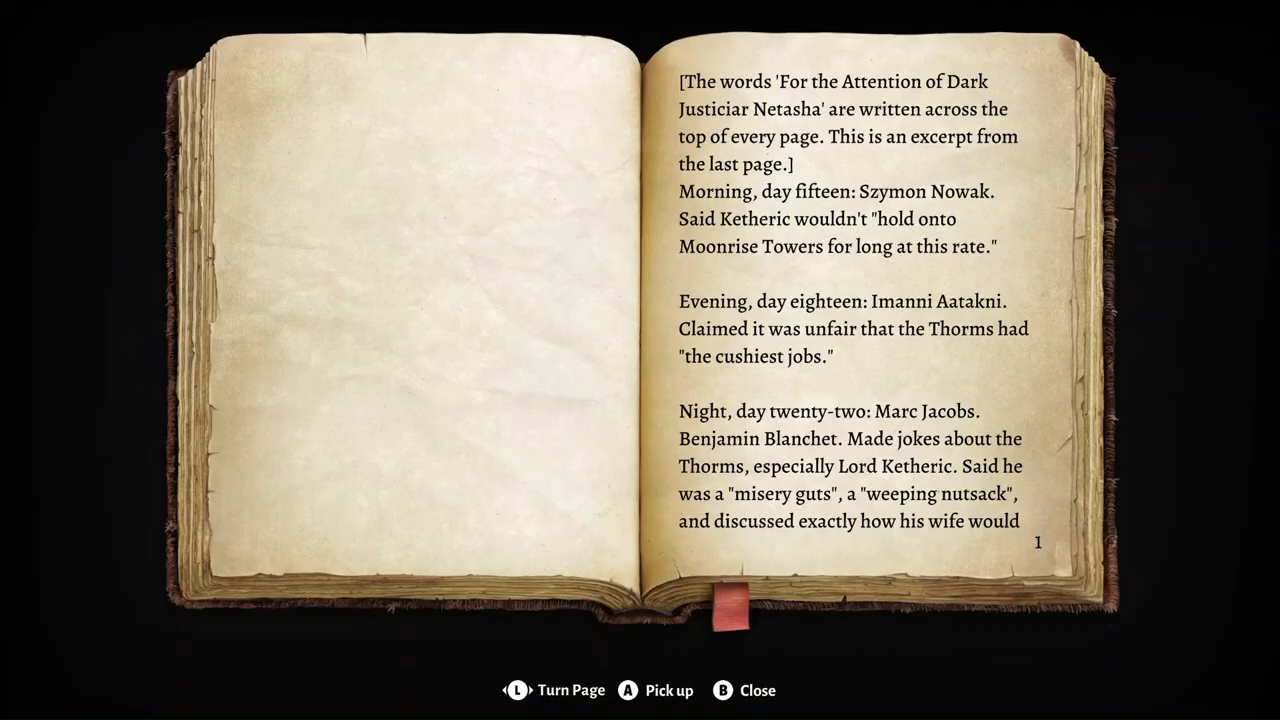 [The words 'For the Attention of Dark
Justiciar Netasha' are written across the
top of every page. This is an excerpt from
the last page.]
Morning, day fifteen: Szymon Nowak.
Said Ketheric wouldn't "hold onto
Moonrise Towers for long at this rate."
Evening, day eighteen: Imanni Aatakni.
Claimed it was unfair that the Thorms had
"the cushiest jobs."
Night, day twenty-two: Marc Jacobs.
Benjamin Blanchet. Made jokes about the
Thorms, especially Lord Ketheric. Said he
was a "misery guts", a "weeping nutsack",
and discussed exactly how his wife would
1
L Turn Page A Pick up B Close